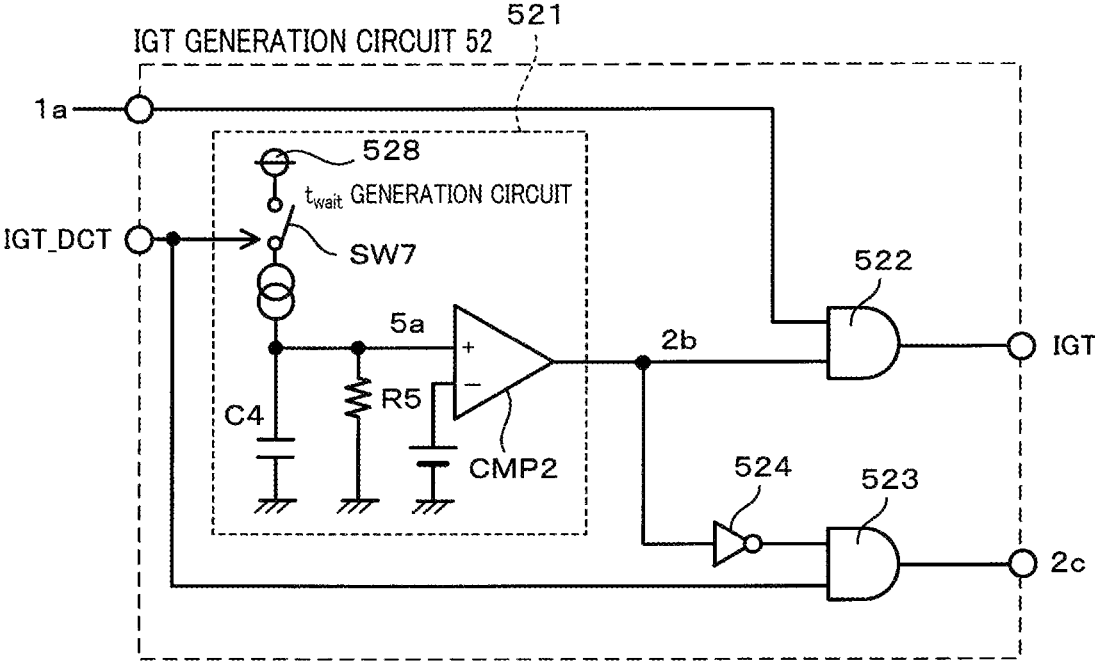 521
IGT GENERATION CIRCUIT 52
1a
528
twait GENERATION CIRCUIT
IGT_DCT
SW7
522
5a
+
2b
IGT
−
C4
R5
CMP2
524
523
2c